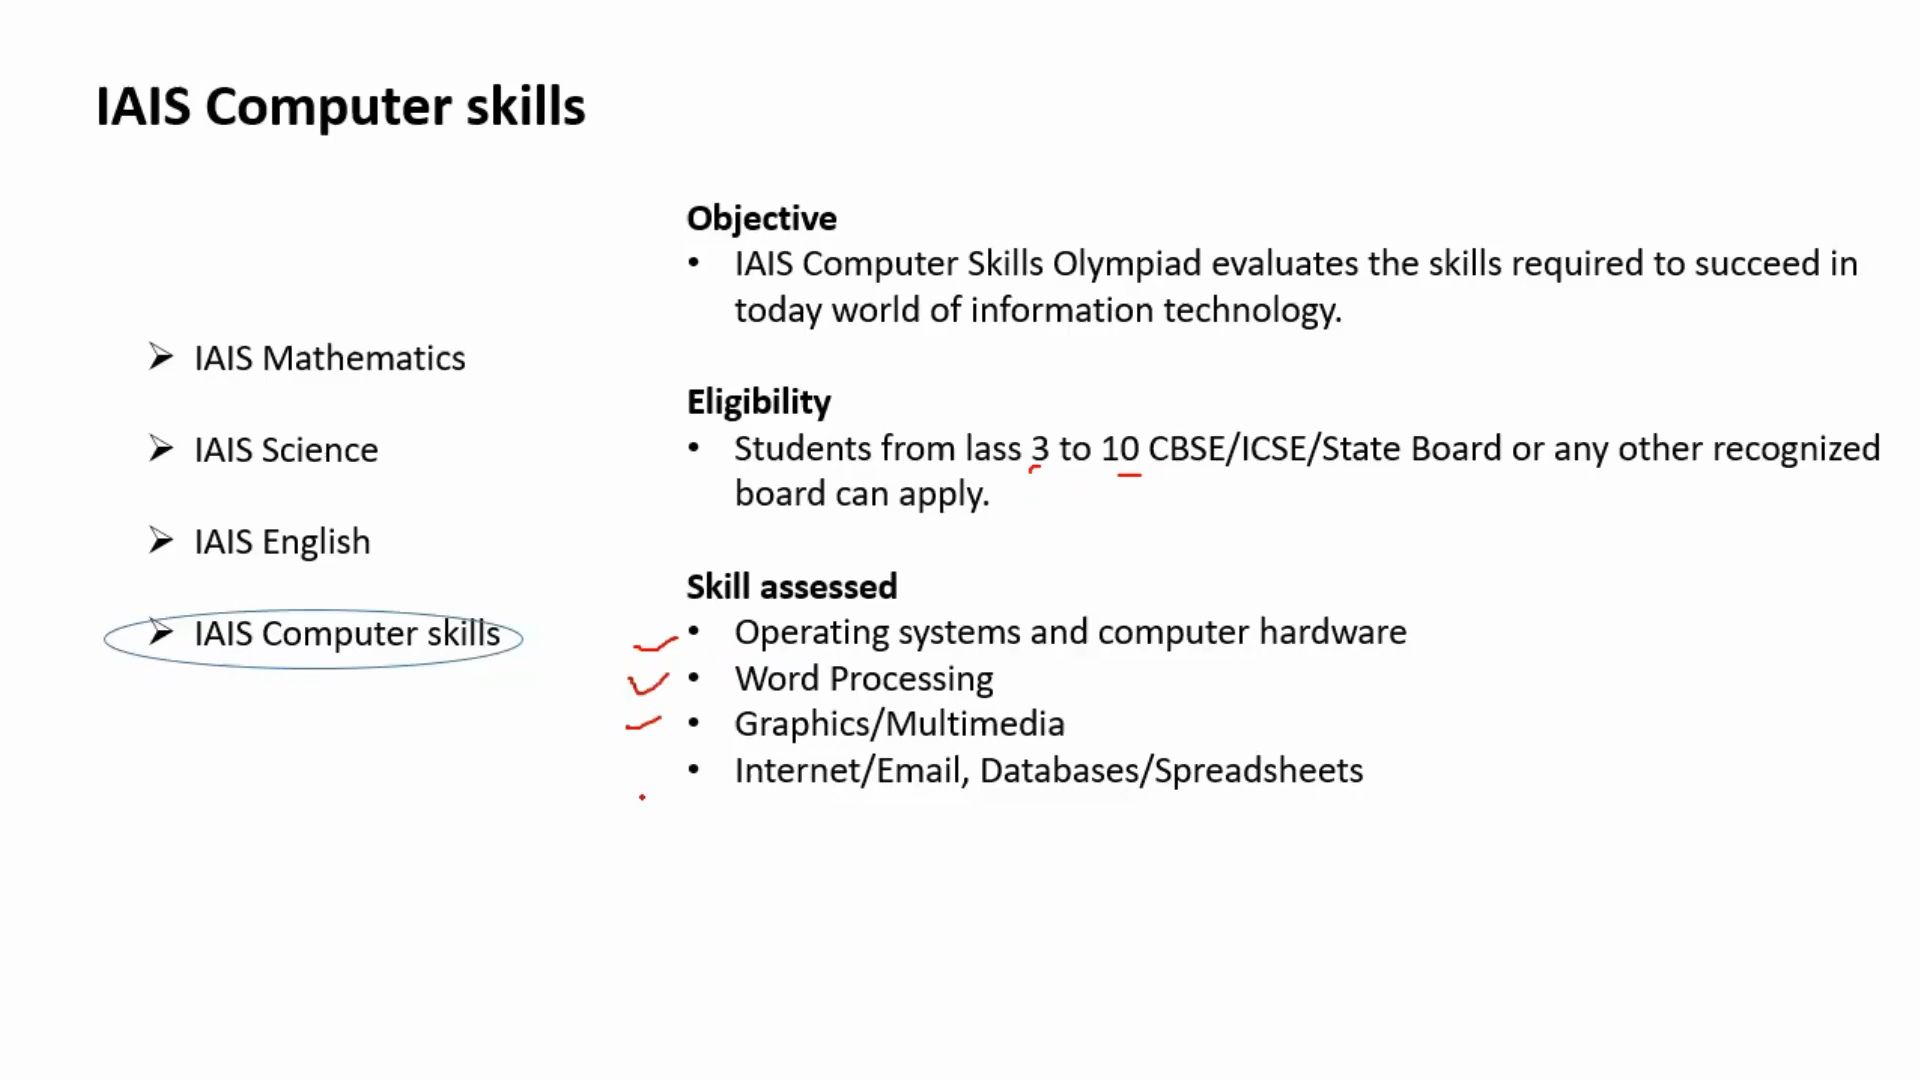 IAIS Computer skills
➤ IAIS Mathematics
➤ IAIS Science
➤ IAIS English
➤ IAIS Computer skills
Objective
• IAIS Computer Skills Olympiad evaluates the skills required to succeed in
today world of information technology.
Eligibility
• Students from lass 3 to 10 CBSE/ICSE/State Board or any other recognized
board can apply.
Skill assessed
• Operating systems and computer hardware
• Word Processing
• Graphics/Multimedia
• Internet/Email, Databases/Spreadsheets